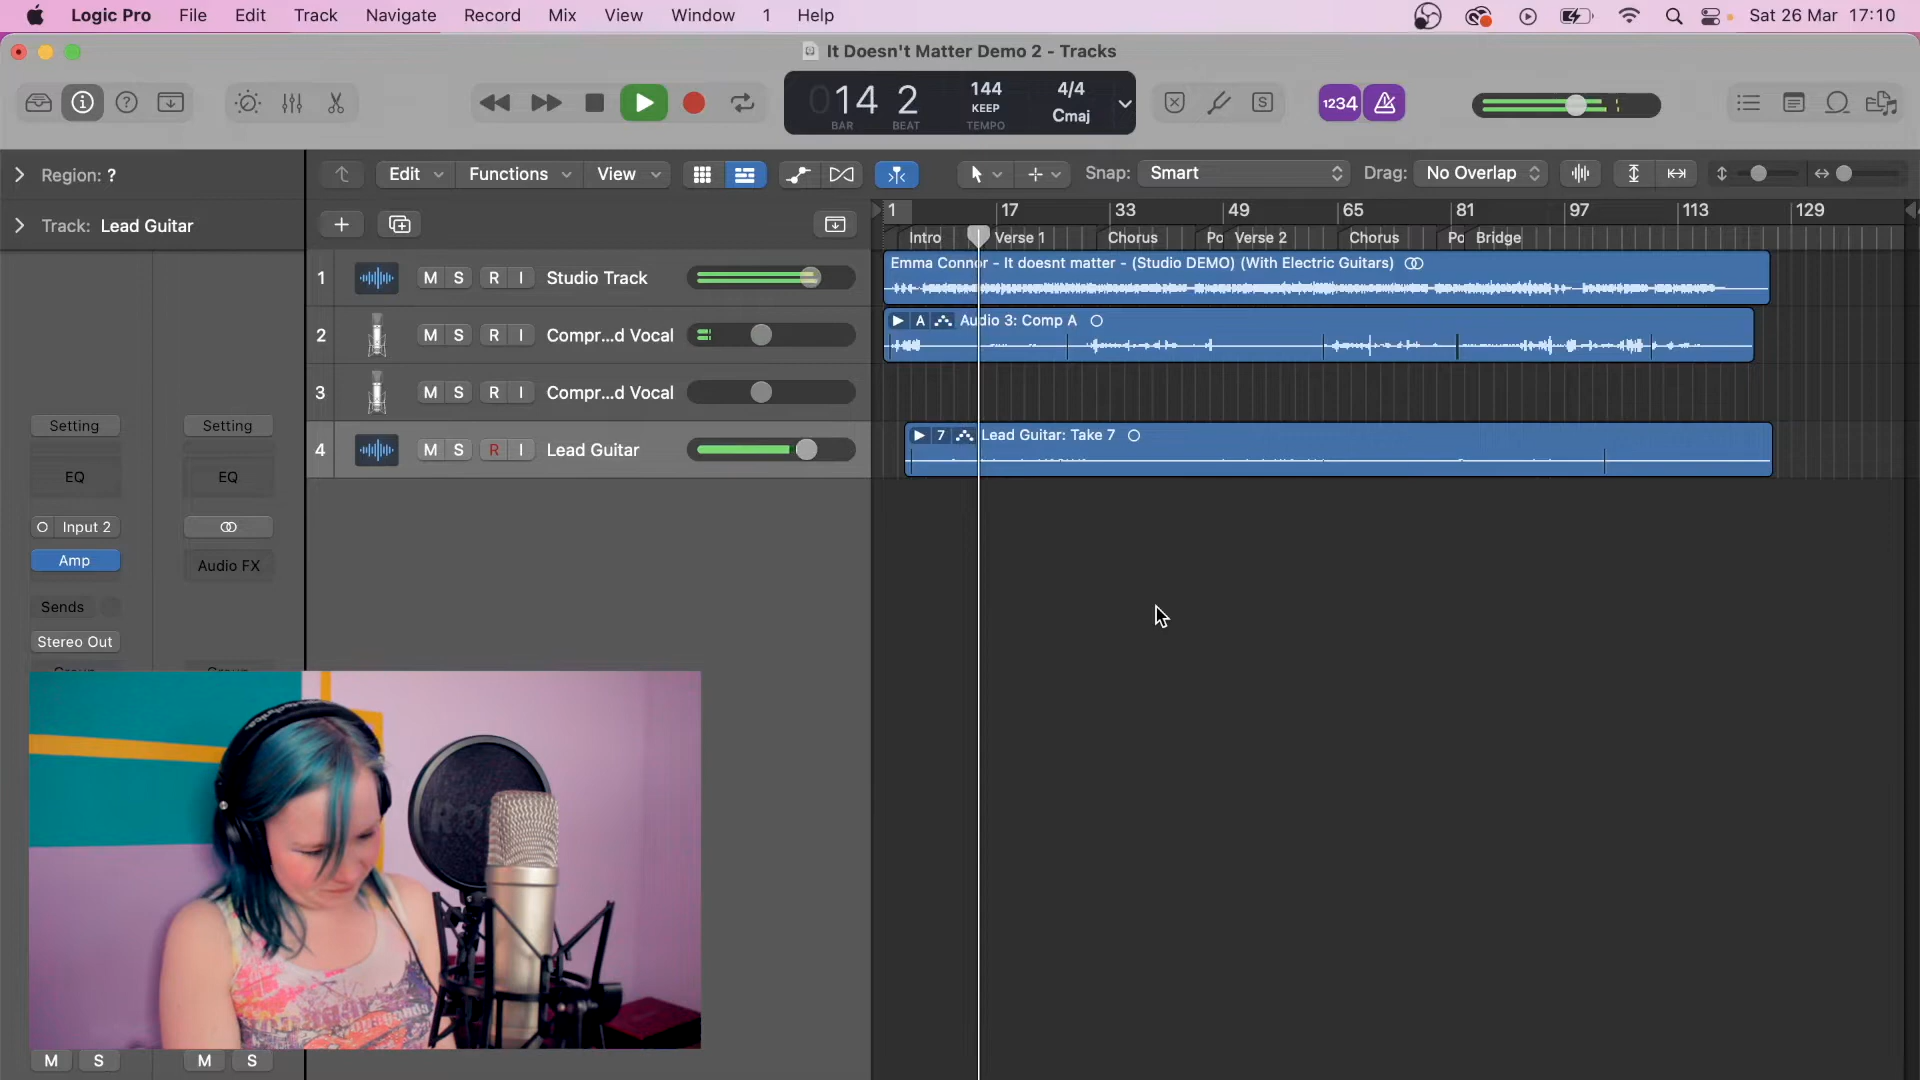 Logic Pro File Edit Track Navigate Record Mix View Window 1 Help Sat 26 Mar 17:10
It Doesn't Matter Demo 2 - Tracks
014 2 144 KEEP 4/4 Cmaj
BAR BEAT TEMPO
S 1234
Region: ? Edit Functions View Snap: Smart Drag: No Overlap
Track: Lead Guitar
1 17 33 49 65 81 97 113 129
Intro Verse 1 Chorus Po Verse 2 Chorus Po Bridge
1 M S R I Studio Track
Emma Connor - It doesnt matter - (Studio DEMO) (With Electric Guitars)
2 M S R I Compr...d Vocal
A Audio 3: Comp A
3 M S R I Compr...d Vocal
4 M S R I Lead Guitar
7 Lead Guitar: Take 7
Setting Setting
EQ EQ
Input 2
Amp Audio FX
Sends
Stereo Out
M S M S